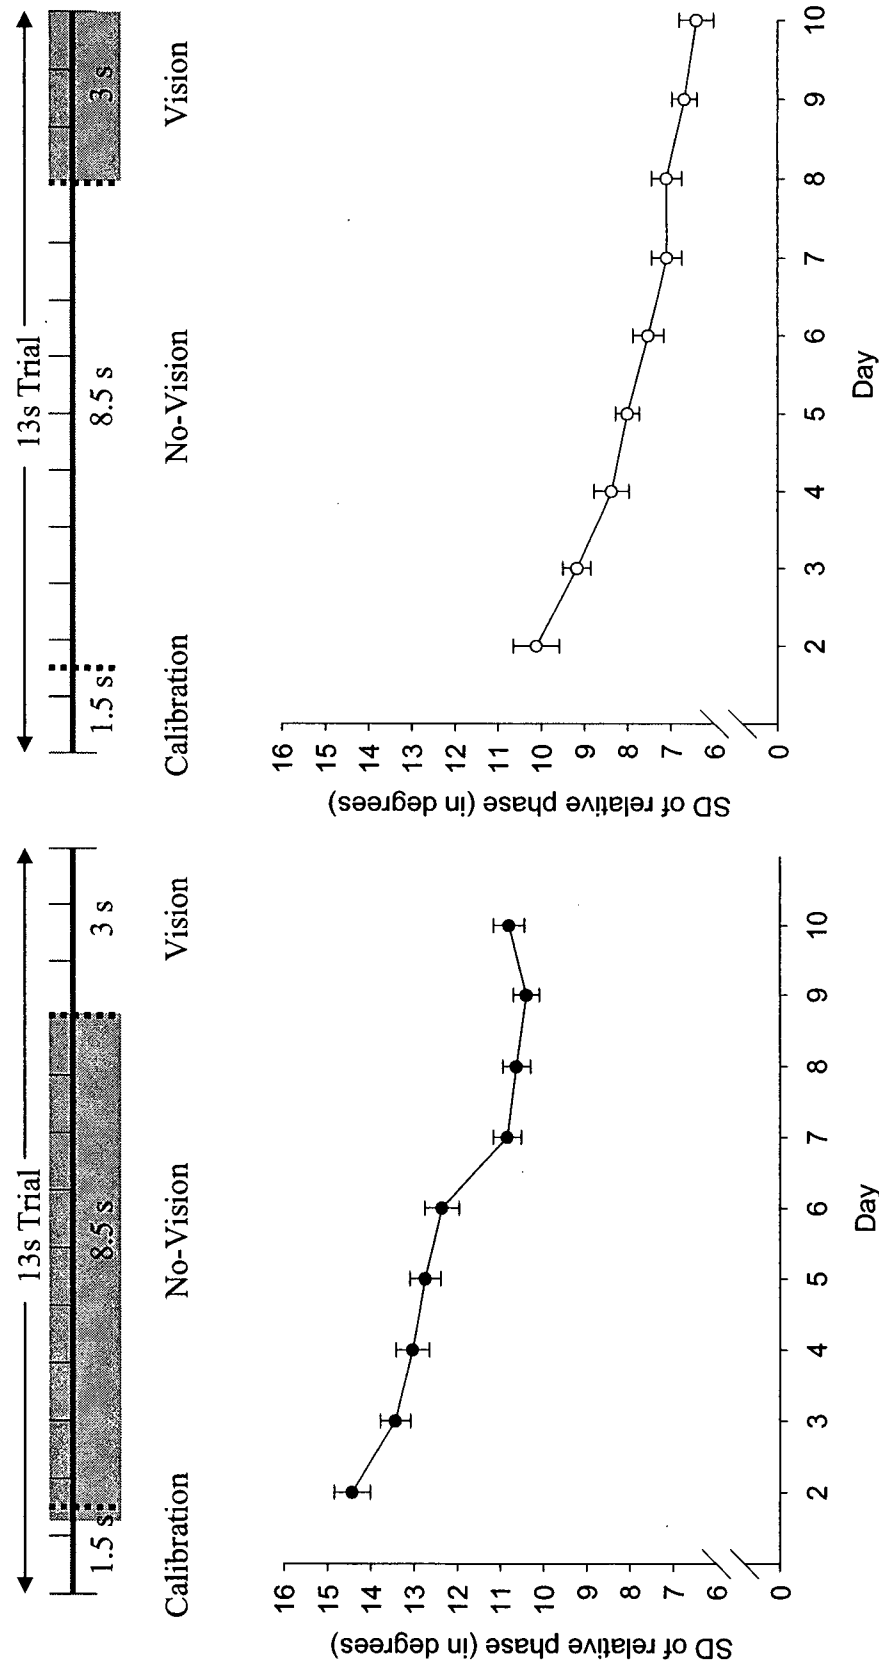 13s Trial
1.5 s
8.5 s
3 s
Calibration
No-Vision
Vision
16
15
14
13
12
11
10
9
8
7
6
0
SD of relative phase (in degrees)
2
3
4
5
6
7
8
9
10
Day
13s Trial
1.5 s
8.5 s
3 s
Calibration
No-Vision
Vision
16
15
14
13
12
11
10
9
8
7
6
0
SD of relative phase (in degrees)
2
3
4
5
6
7
8
9
10
Day